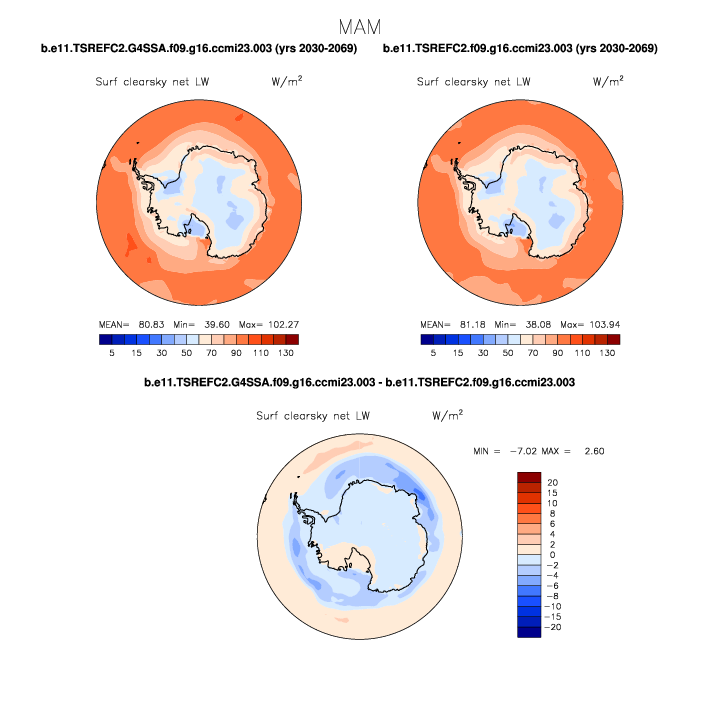 MAM
b.e11.TSREFC2.G4SSA.f09.g16.ccmi23.003 (yrs 2030-2069) b.e11.TSREFC2.f09.g16.ccmi23.003 (yrs 2030-2069)
Surf clearsky net LW W/m2 Surf clearsky net LW W/m2
MEAN= 80.83 Min= 39.60 Max= 102.27 MEAN= 81.18 Min= 38.08 Max= 103.94
5 15 30 50 70 90 110 130 5 15 30 50 70 90 110 130
b.e11.TSREFC2.G4SSA.f09.g16.ccmi23.003 - b.e11.TSREFC2.f09.g16.ccmi23.003
Surf clearsky net LW W/m2
MIN = -7.02 MAX = 2.60
20
15
10
8
6
4
2
0
-2
-4
-6
-8
-10
-15
-20